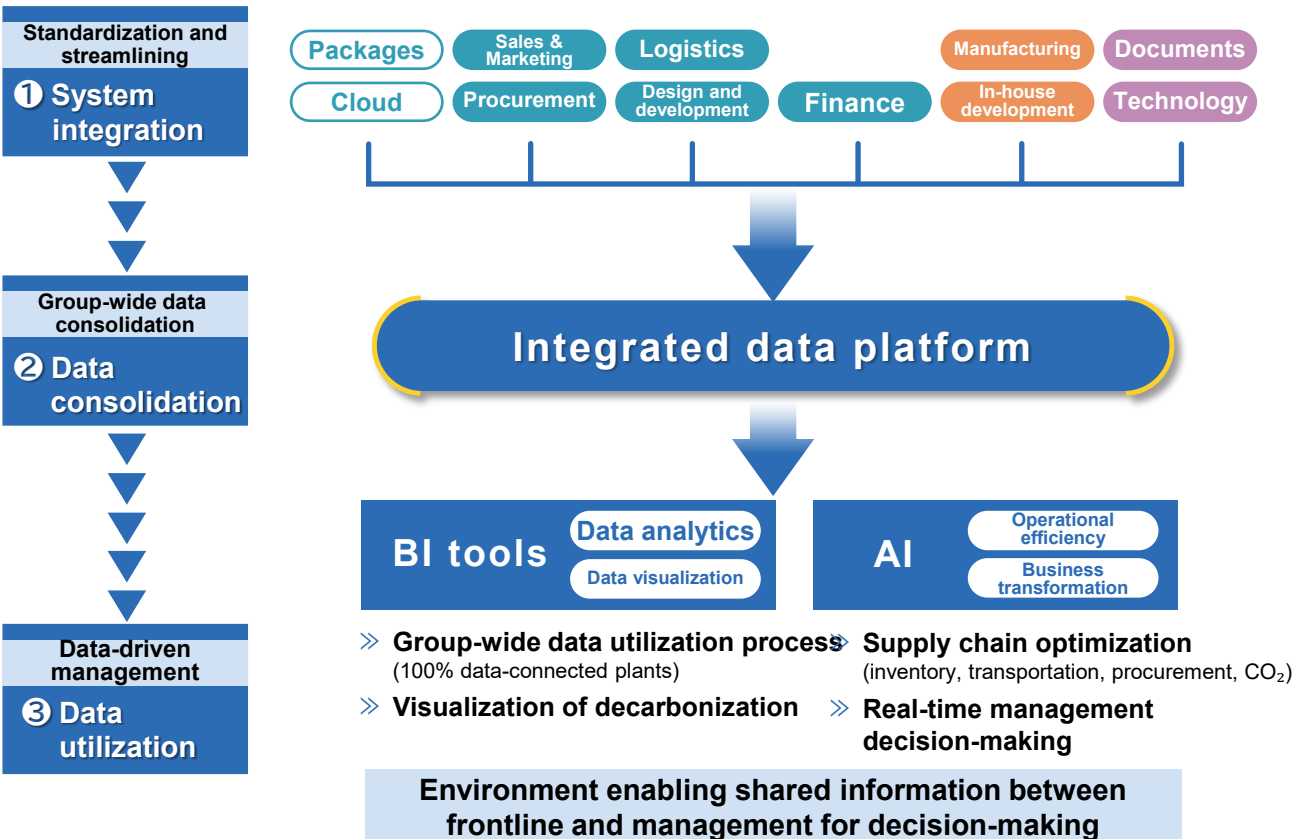 Standardization and
streamlining
❶ System
integration
Packages
Sales &
Marketing
Logistics
Manufacturing
Documents
Cloud
Procurement
Design and
development
Finance
In-house
development
Technology
Group-wide data
consolidation
❷ Data
consolidation
Integrated data platform
BI tools
Data analytics
Data visualization
AI
Operational
efficiency
Business
transformation
Data-driven
management
❸ Data
utilization
≫ Group-wide data utilization process
(100% data-connected plants)
≫ Visualization of decarbonization
≫ Supply chain optimization
(inventory, transportation, procurement, CO₂)
≫ Real-time management
decision-making
Environment enabling shared information between
frontline and management for decision-making